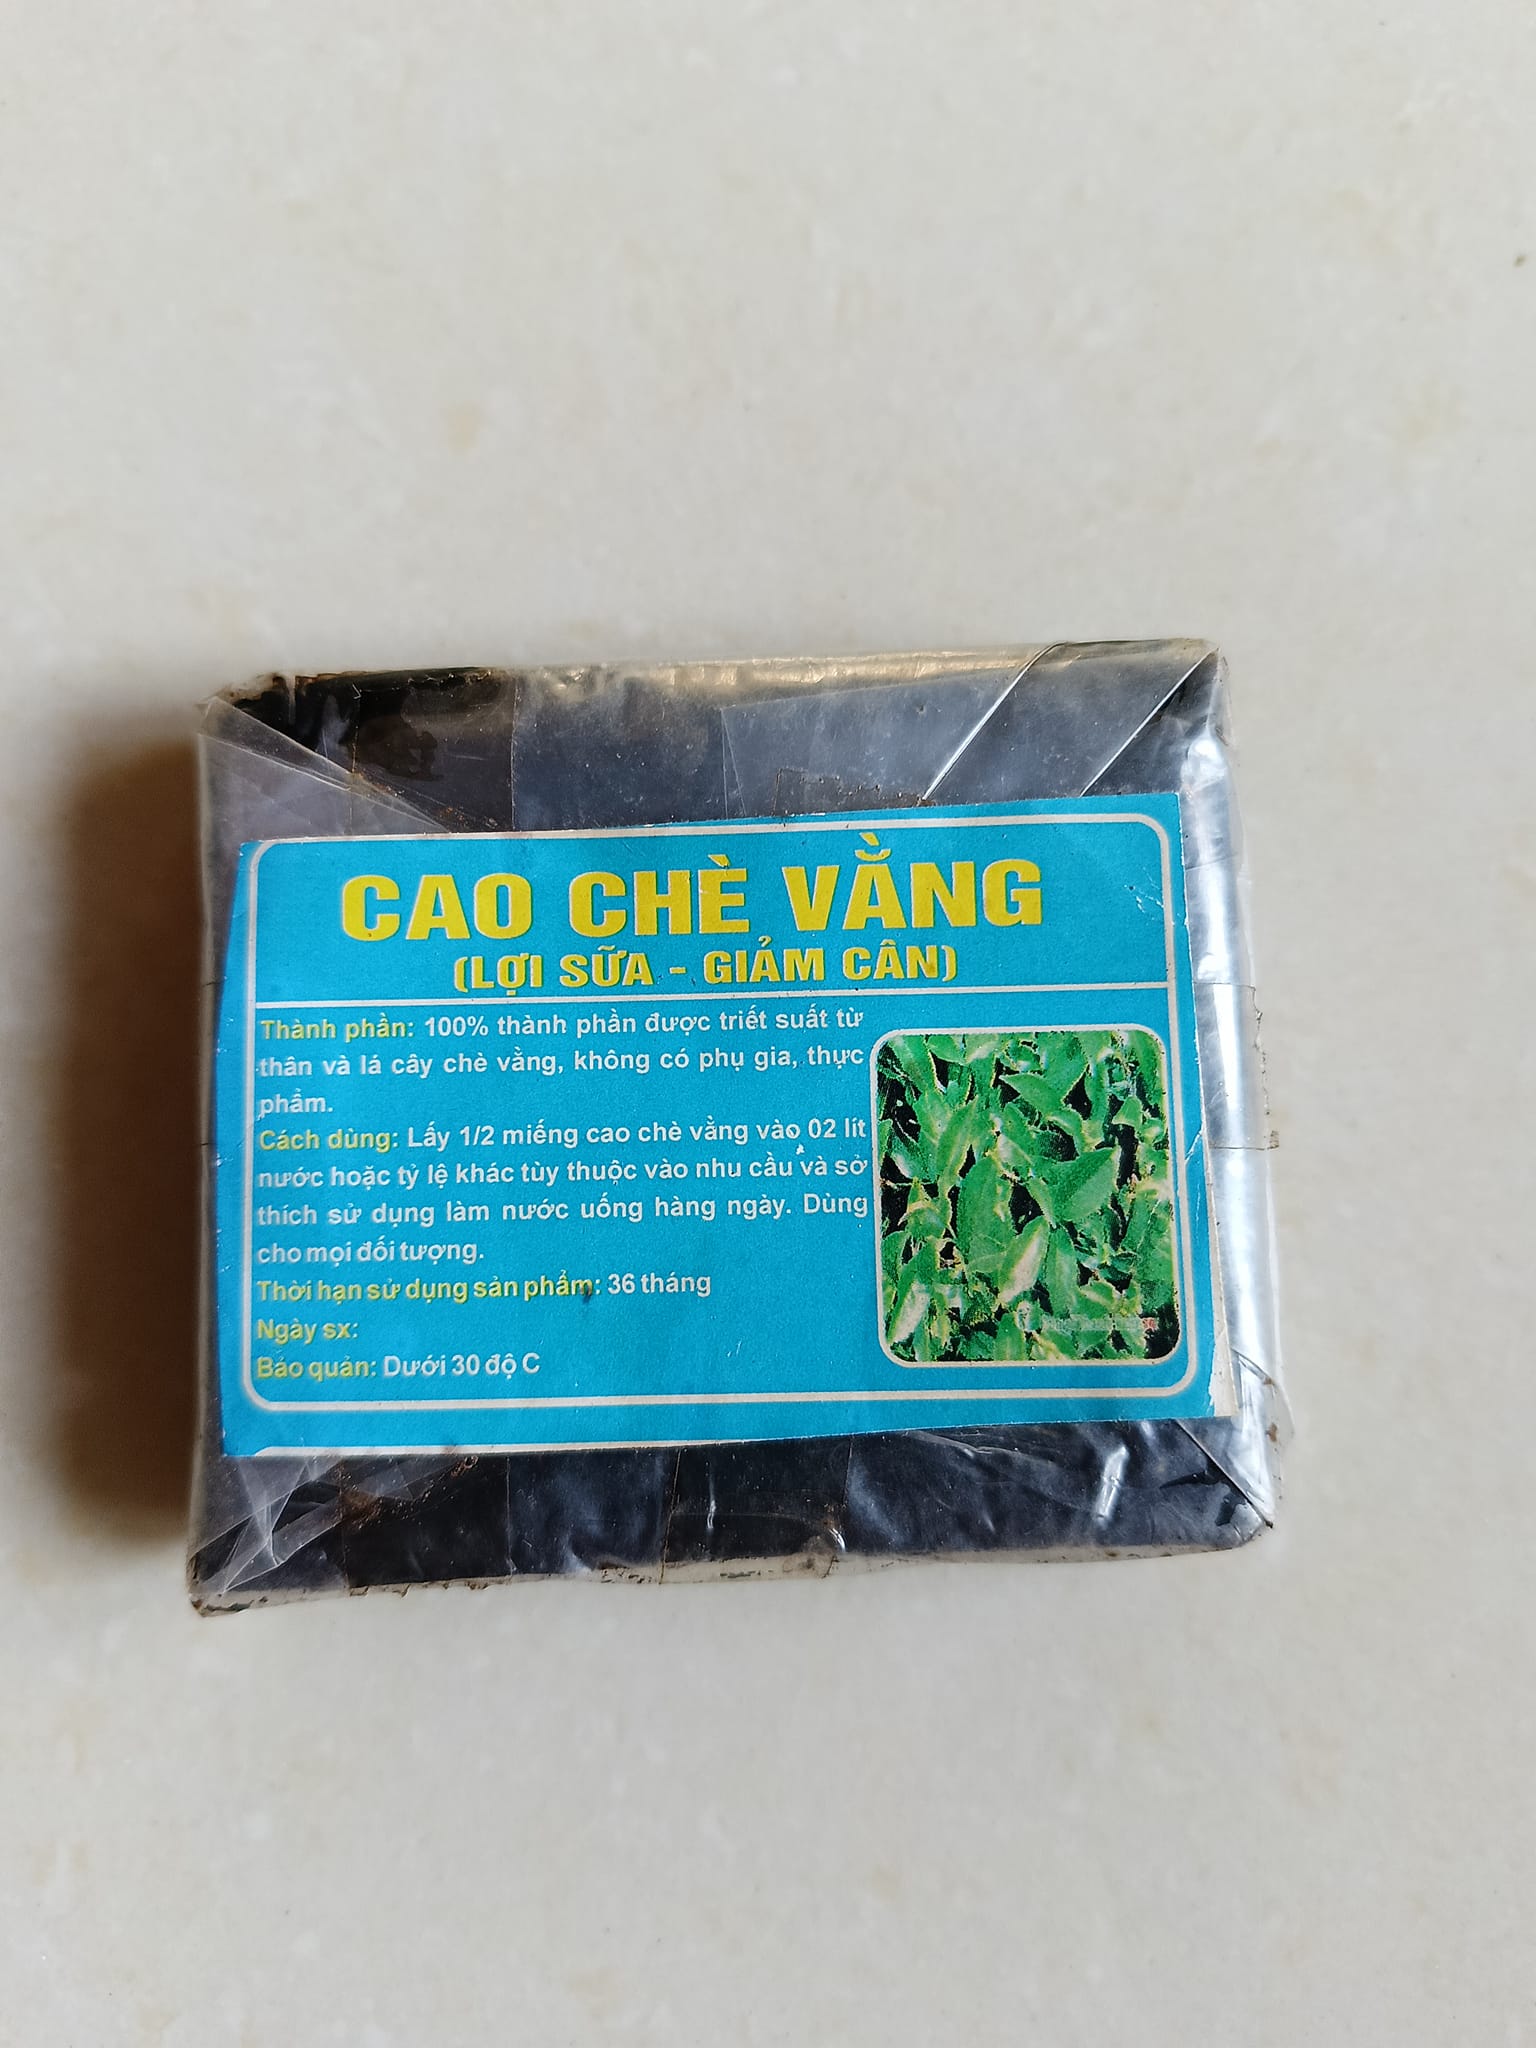 CAO CHÈ VẰNG
(LỢI SỮA - GIẢM CÂN)
Thành phần: 100% thành phần được triết suất từ
thân và lá cây chè vằng, không có phụ gia, thực
phẩm.
Cách dùng: Lấy 1/2 miếng cao chè vằng vào 02 lít
nước hoặc tỷ lệ khác tùy thuộc vào nhu cầu và sở
thích sử dụng làm nước uống hàng ngày. Dùng
cho mọi đối tượng.
Thời hạn sử dụng sản phẩm: 36 tháng
Ngày sx:
Bảo quản: Dưới 30 độ C